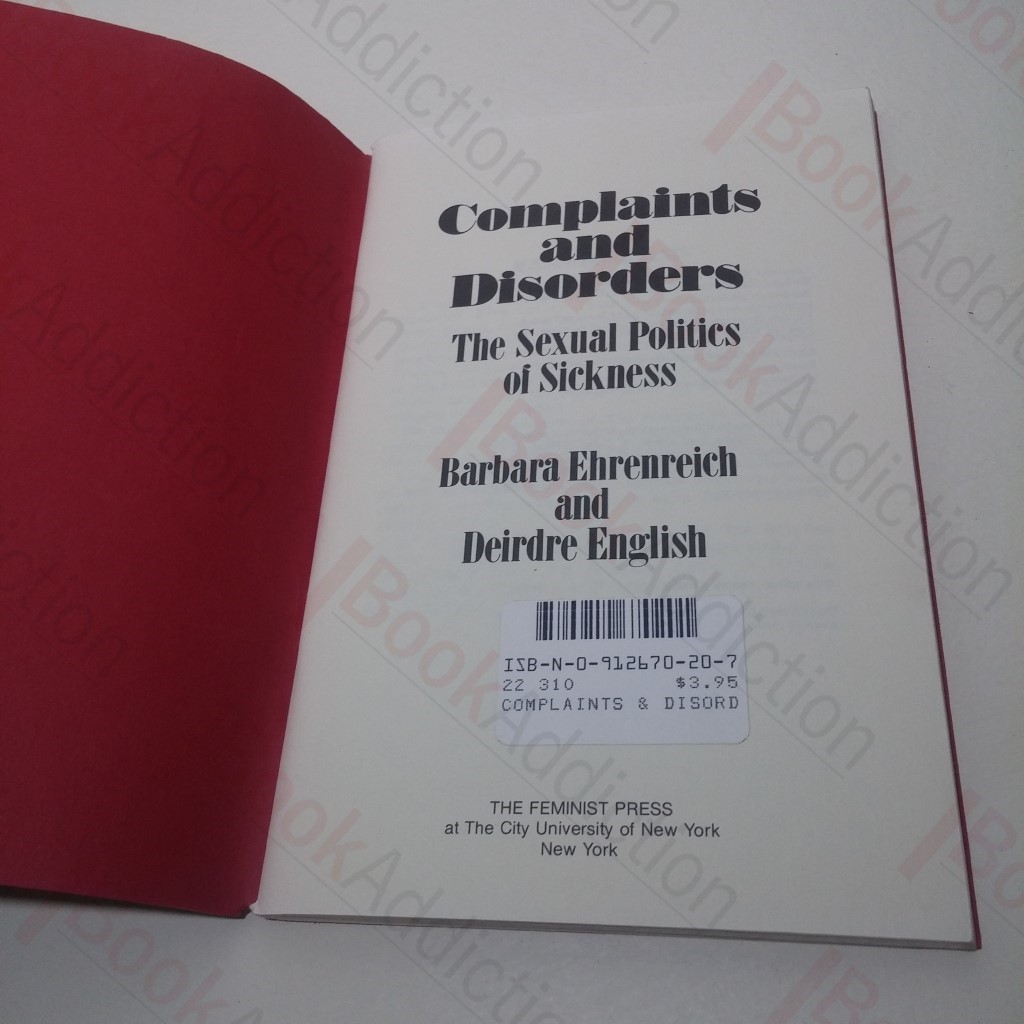 Complaints
and
Disorders
The Sexual Politics
of Sickness
Barbara Ehrenreich
and
Deirdre English
ISB-N-0-912670-20-7
22 310 $3.95
COMPLAINTS & DISORD
THE FEMINIST PRESS
at The City University of New York
New York
BookAddiction